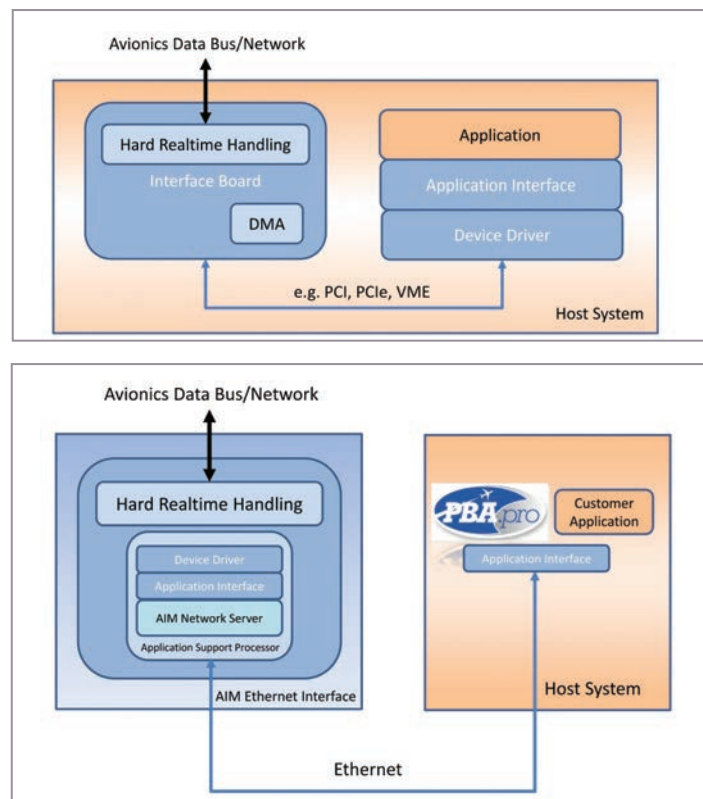 Avionics Data Bus/Network
Hard Realtime Handling
Interface Board
DMA
Application
Application Interface
Device Driver
e.g. PCI, PCIe, VME
Host System
Avionics Data Bus/Network
Hard Realtime Handling
Device Driver
Application Interface
AIM Network Server
Application Support Processor
AIM Ethernet Interface
PBA.pro
Customer
Application
Application Interface
Host System
Ethernet